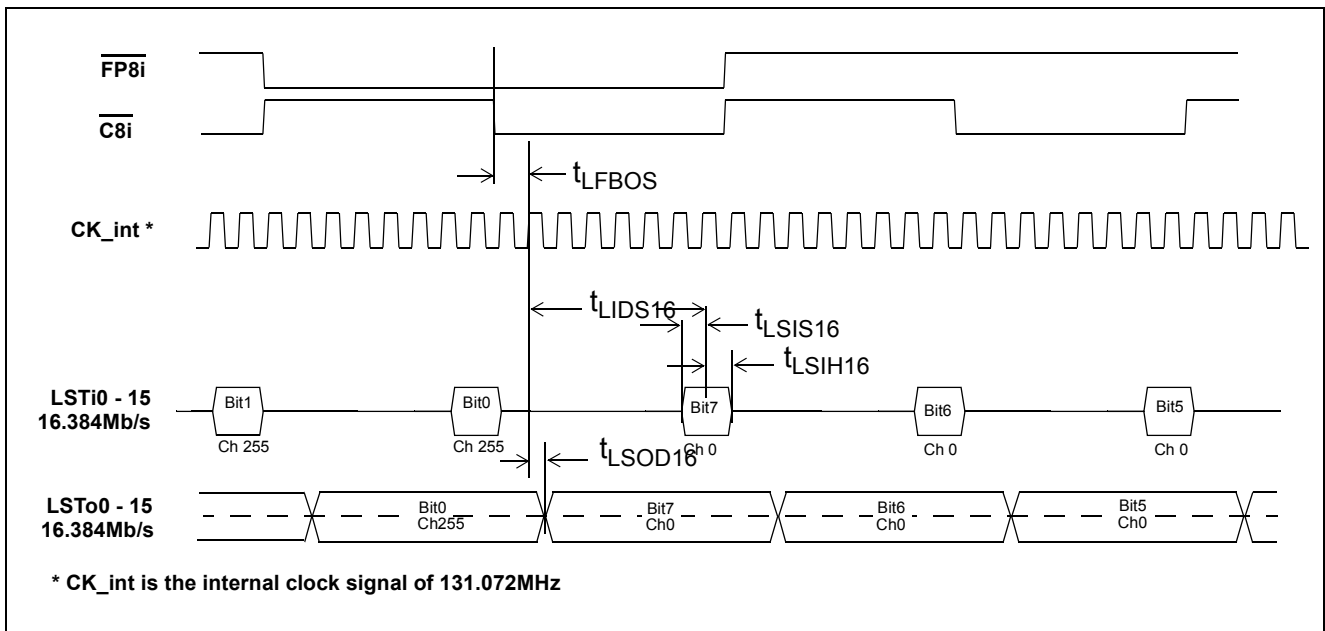 FP8i
C8i
tLFBOS
CK_int *
tLIDS16
tLSIS16
tLSIH16
LSTi0 - 15
16.384Mb/s
Bit1
Bit0
Bit7
Bit6
Bit5
Ch 255
Ch 255
Ch 0
Ch 0
Ch 0
tLSOD16
LSTo0 - 15
16.384Mb/s
Bit0
Ch255
Bit7
Ch0
Bit6
Ch0
Bit5
Ch0
* CK_int is the internal clock signal of 131.072MHz